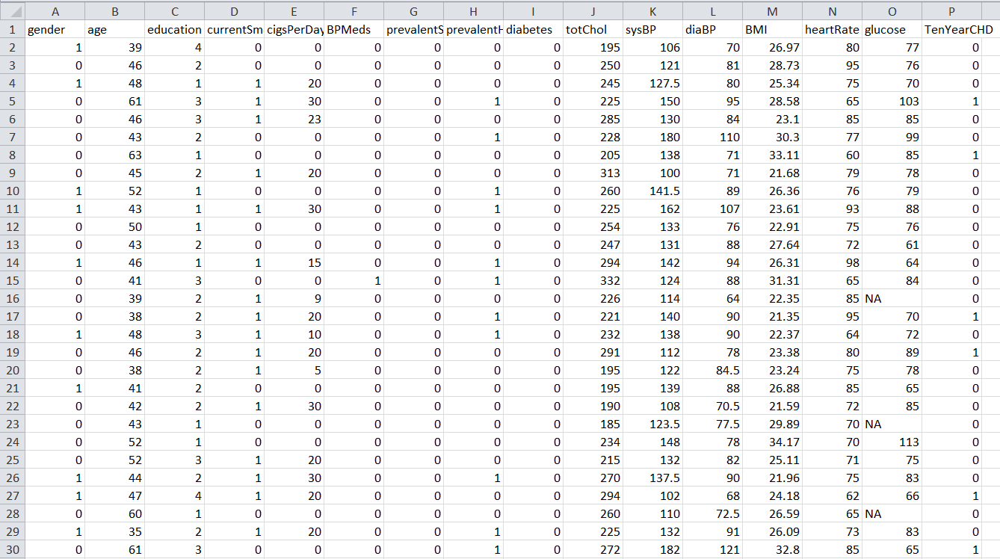 A B C D E F G H I J K L M N O P
1 gender age education currentSm cigsPerDay BPMeds prevalentS prevalentH diabetes totChol sysBP diaBP BMI heartRate glucose TenYearCHD
2 1 39 4 0 0 0 0 0 0 195 106 70 26.97 80 77 0
3 0 46 2 0 0 0 0 0 0 250 121 81 28.73 95 76 0
4 1 48 1 1 20 0 0 0 0 245 127.5 80 25.34 75 70 0
5 0 61 3 1 30 0 0 1 0 225 150 95 28.58 65 103 1
6 0 46 3 1 23 0 0 0 0 285 130 84 23.1 85 85 0
7 0 43 2 0 0 0 0 1 0 228 180 110 30.3 77 99 0
8 0 63 1 0 0 0 0 0 0 205 138 71 33.11 60 85 1
9 0 45 2 1 20 0 0 0 0 313 100 71 21.68 79 78 0
10 1 52 1 0 0 0 0 1 0 260 141.5 89 26.36 76 79 0
11 1 43 1 1 30 0 0 1 0 225 162 107 23.61 93 88 0
12 0 50 1 0 0 0 0 0 0 254 133 76 22.91 75 76 0
13 0 43 2 0 0 0 0 0 0 247 131 88 27.64 72 61 0
14 1 46 1 1 15 0 0 1 0 294 142 94 26.31 98 64 0
15 0 41 3 0 0 1 0 1 0 332 124 88 31.31 65 84 0
16 0 39 2 1 9 0 0 0 0 226 114 64 22.35 85 NA 0
17 0 38 2 1 20 0 0 1 0 221 140 90 21.35 95 70 1
18 1 48 3 1 10 0 0 1 0 232 138 90 22.37 64 72 0
19 0 46 2 1 20 0 0 0 0 291 112 78 23.38 80 89 1
20 0 38 2 1 5 0 0 0 0 195 122 84.5 23.24 75 78 0
21 1 41 2 0 0 0 0 0 0 195 139 88 26.88 85 65 0
22 0 42 2 1 30 0 0 0 0 190 108 70.5 21.59 72 85 0
23 0 43 1 0 0 0 0 0 0 185 123.5 77.5 29.89 70 NA 0
24 0 52 1 0 0 0 0 0 0 234 148 78 34.17 70 113 0
25 0 52 3 1 20 0 0 0 0 215 132 82 25.11 71 75 0
26 1 44 2 1 30 0 0 1 0 270 137.5 90 21.96 75 83 0
27 1 47 4 1 20 0 0 0 0 294 102 68 24.18 62 66 1
28 0 60 1 0 0 0 0 0 0 260 110 72.5 26.59 65 NA 0
29 1 35 2 1 20 0 0 1 0 225 132 91 26.09 73 83 0
30 0 61 3 0 0 0 0 1 0 272 182 121 32.8 85 65 1